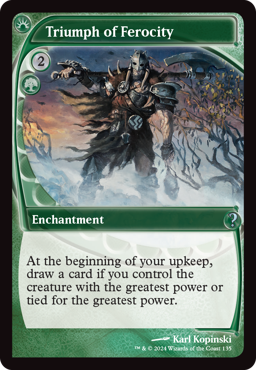 Triumph of Ferocity
2
Enchantment
At the beginning of your upkeep,
draw a card if you control the
creature with the greatest power or
tied for the greatest power.
Karl Kopinski
™ & © 2024 Wizards of the Coast 135